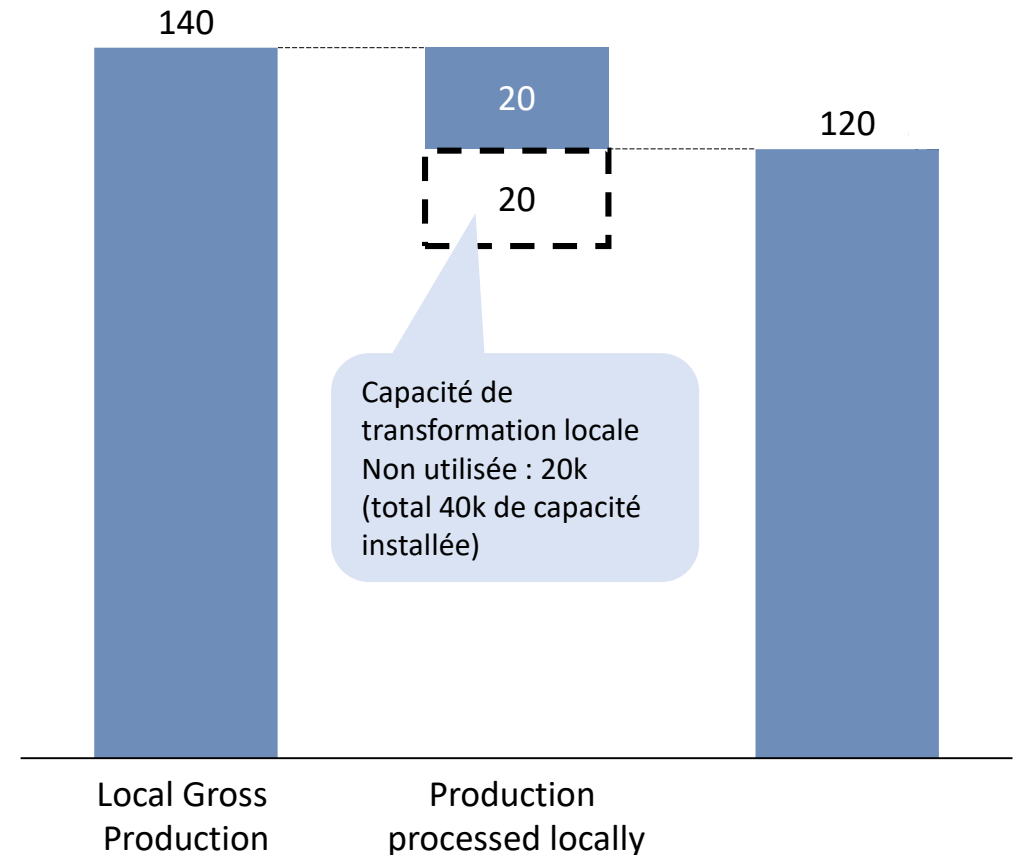 140
20
120
20
Capacité de
transformation locale
Non utilisée : 20k
(total 40k de capacité
installée)
Local Gross
Production
Production
processed locally